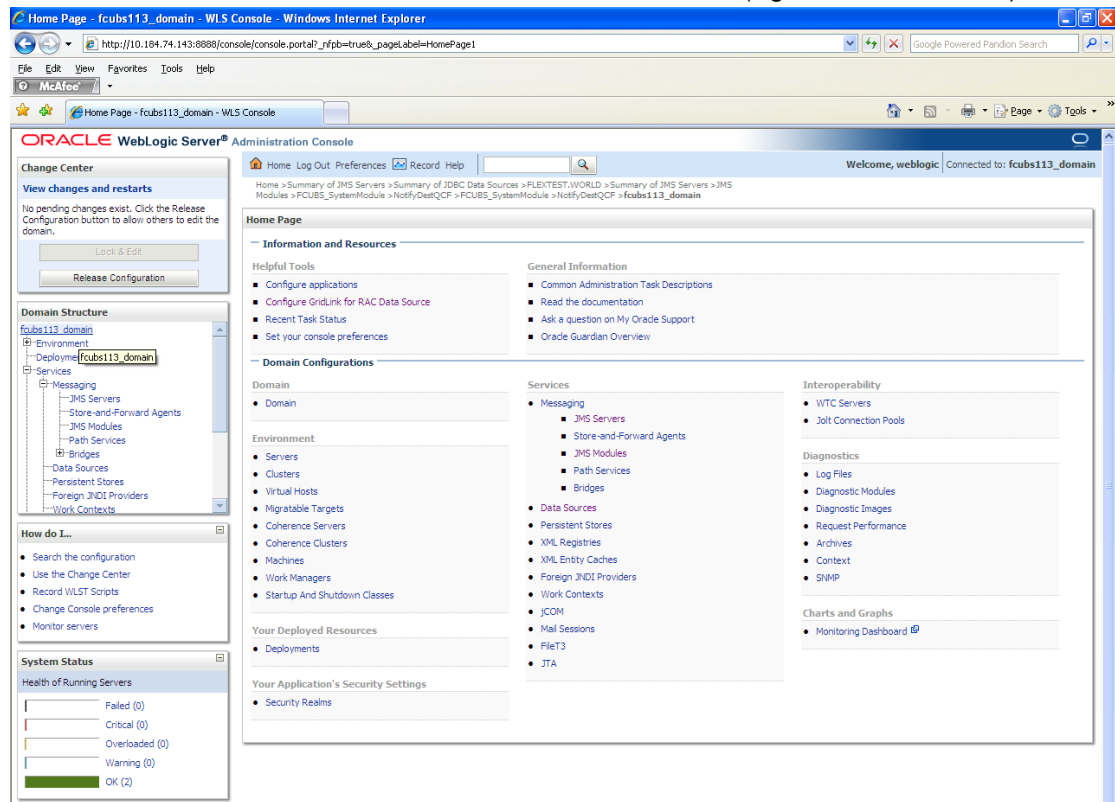 Home Page - fcubs113_domain - WLS Console - Windows Internet Explorer
http://10.184.74.143:8888/console/console.portal?_nfpb=true&_pageLabel=HomePage1
Google Powered Pandion Search
File Edit View Favorites Tools Help
McAfee
Home Page - fcubs113_domain - WLS Console
Page Tools
ORACLE WebLogic Server® Administration Console
Change Center
View changes and restarts
No pending changes exist. Click the Release
Configuration button to allow others to edit the
domain.
Lock & Edit
Release Configuration
Domain Structure
fcubs113_domain
Environment
Deployme
fcubs113_domain
Services
Messaging
JMS Servers
Store-and-Forward Agents
JMS Modules
Path Services
Bridges
Data Sources
Persistent Stores
Foreign JNDI Providers
Work Contexts
How do I...
Search the configuration
Use the Change Center
Record WLST Scripts
Change Console preferences
Monitor servers
System Status
Health of Running Servers
Failed (0)
Critical (0)
Overloaded (0)
Warning (0)
OK (2)
Home Log Out Preferences Record Help
Welcome, weblogic Connected to: fcubs113_domain
Home >Summary of JMS Servers >Summary of JDBC Data Sources >FLEXTEST.WORLD >Summary of JMS Servers >JMS
Modules >FCUBS_SystemModule >NotifyDestQCF >FCUBS_SystemModule >NotifyDestQCF >fcubs113_domain
Home Page
Information and Resources
Helpful Tools
Configure applications
Configure GridLink for RAC Data Source
Recent Task Status
Set your console preferences
General Information
Common Administration Task Descriptions
Read the documentation
Ask a question on My Oracle Support
Oracle Guardian Overview
Domain Configurations
Domain
Domain
Environment
Servers
Clusters
Virtual Hosts
Migratable Targets
Coherence Servers
Coherence Clusters
Machines
Work Managers
Startup And Shutdown Classes
Your Deployed Resources
Deployments
Your Application's Security Settings
Security Realms
Services
Messaging
JMS Servers
Store-and-Forward Agents
JMS Modules
Path Services
Bridges
Data Sources
Persistent Stores
XML Registries
XML Entity Caches
Foreign JNDI Providers
Work Contexts
jCOM
Mail Sessions
FileT3
JTA
Interoperability
WTC Servers
Jolt Connection Pools
Diagnostics
Log Files
Diagnostic Modules
Diagnostic Images
Request Performance
Archives
Context
SNMP
Charts and Graphs
Monitoring Dashboard